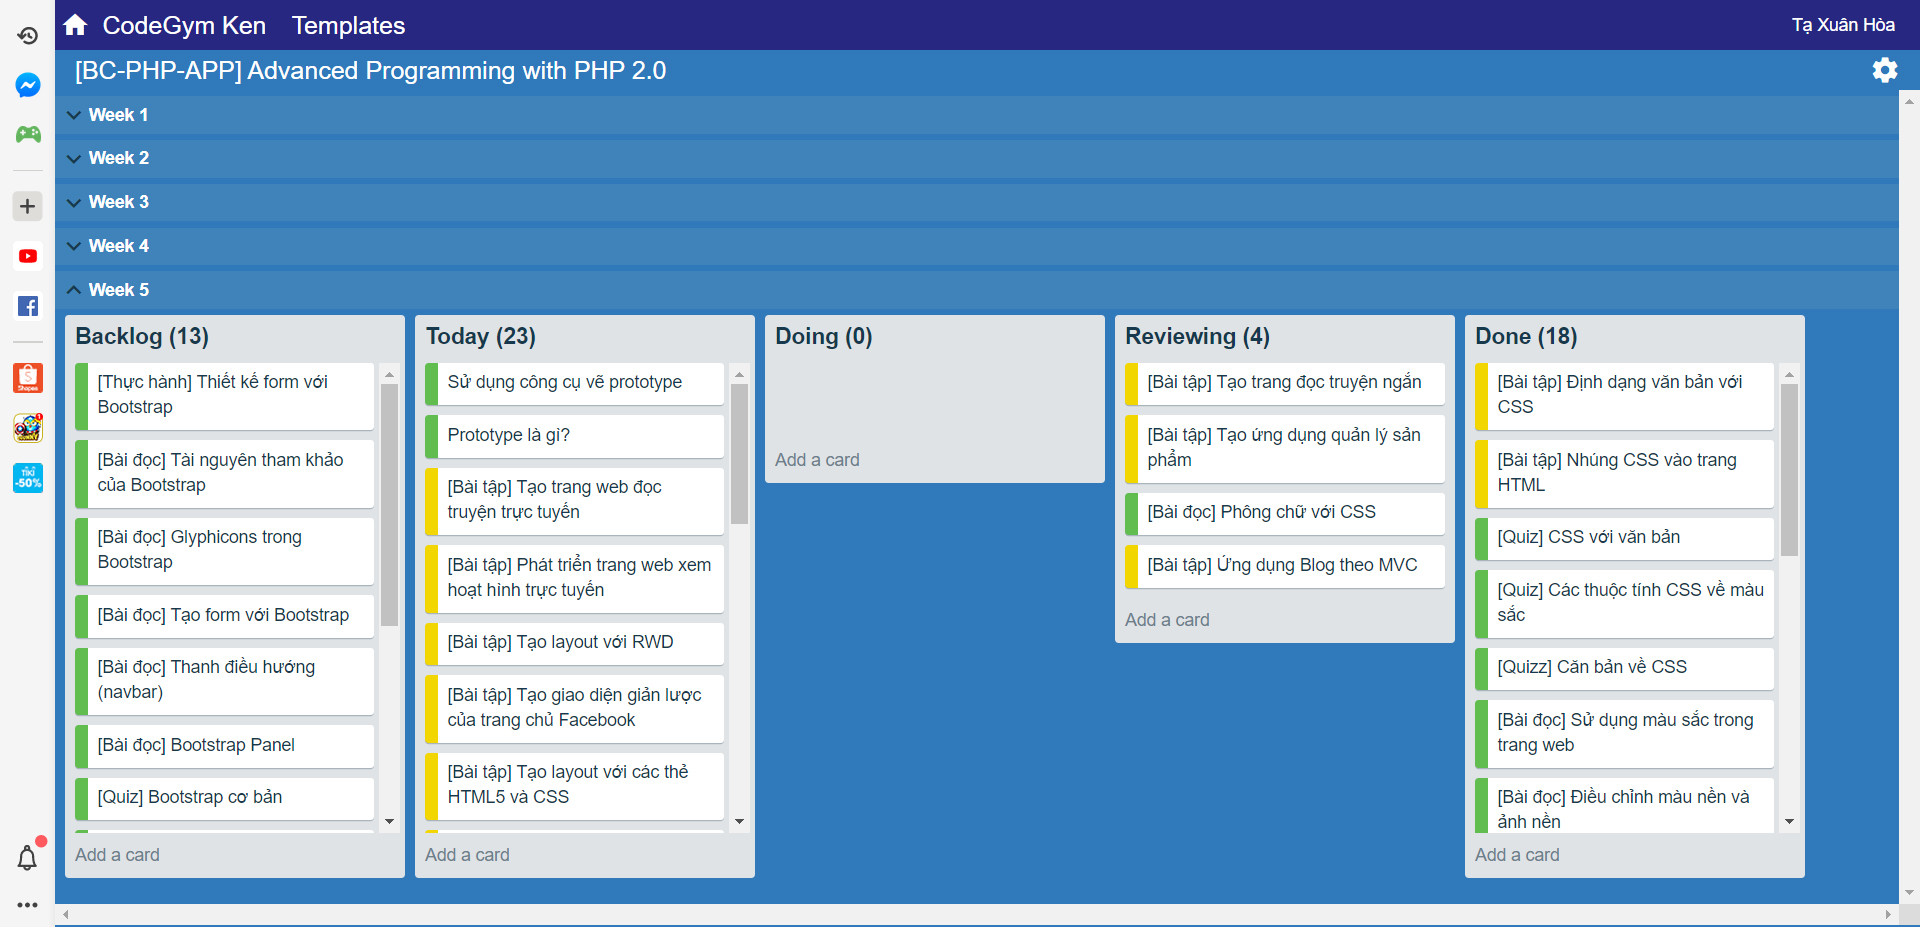 CodeGym Ken
Templates
Tạ Xuân Hòa
[BC-PHP-APP] Advanced Programming with PHP 2.0
Week 1
Week 2
Week 3
Week 4
Week 5
Backlog (13)
[Thực hành] Thiết kế form với
Bootstrap
[Bài đọc] Tài nguyên tham khảo
của Bootstrap
[Bài đọc] Glyphicons trong
Bootstrap
[Bài đọc] Tạo form với Bootstrap
[Bài đọc] Thanh điều hướng
(navbar)
[Bài đọc] Bootstrap Panel
[Quiz] Bootstrap cơ bản
Add a card
Today (23)
Sử dụng công cụ vẽ prototype
Prototype là gì?
[Bài tập] Tạo trang web đọc
truyện trực tuyến
[Bài tập] Phát triển trang web xem
hoạt hình trực tuyến
[Bài tập] Tạo layout với RWD
[Bài tập] Tạo giao diện giản lược
của trang chủ Facebook
[Bài tập] Tạo layout với các thẻ
HTML5 và CSS
Add a card
Doing (0)
Add a card
Reviewing (4)
[Bài tập] Tạo trang đọc truyện ngắn
[Bài tập] Tạo ứng dụng quản lý sản
phẩm
[Bài đọc] Phông chữ với CSS
[Bài tập] Ứng dụng Blog theo MVC
Add a card
Done (18)
[Bài tập] Định dạng văn bản với
CSS
[Bài tập] Nhúng CSS vào trang
HTML
[Quiz] CSS với văn bản
[Quiz] Các thuộc tính CSS về màu
sắc
[Quizz] Căn bản về CSS
[Bài đọc] Sử dụng màu sắc trong
trang web
[Bài đọc] Điều chỉnh màu nền và
ảnh nền
Add a card
Shopee
TIKI
-50%